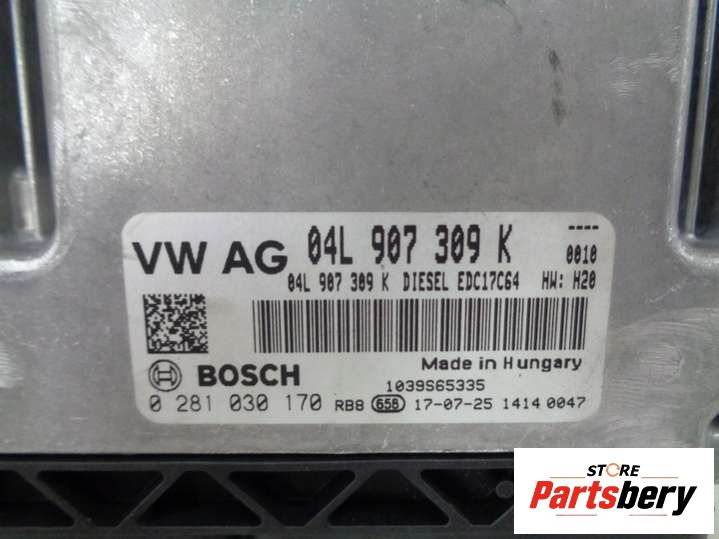 VW AG 04L 907 309 K ----
0010
04L 907 309 K DIESEL EDC17C64 HW: H20
Made in Hungary
BOSCH 1039S65335
0 281 030 170 RB8 658 17-07-25 1414 0047
STORE
Partsbery